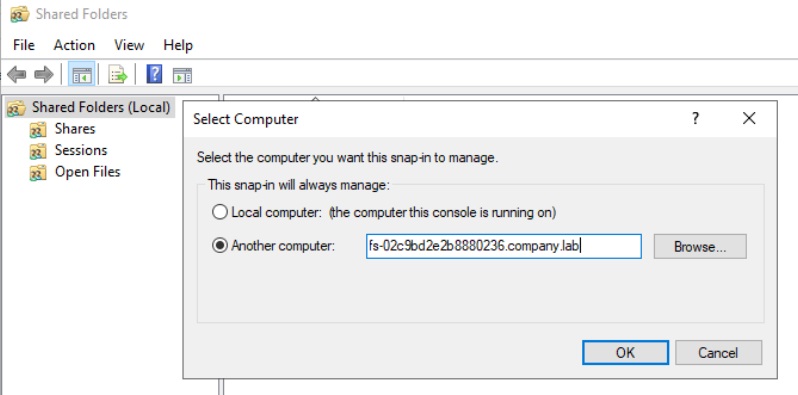 Shared Folders
File Action View Help
Shared Folders (Local)
Shares
Sessions
Open Files
Select Computer
Select the computer you want this snap-in to manage.
This snap-in will always manage:
Local computer: (the computer this console is running on)
Another computer: fs-02c9bd2e2b8880236.company.lab Browse...
OK Cancel